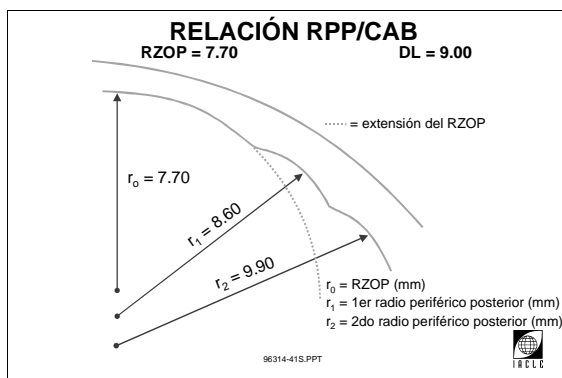 RELACIÓN RPP/CAB
RZOP = 7.70 DL = 9.00
= extensión del RZOP
ro = 7.70
r1 = 8.60
r2 = 9.90
r0 = RZOP (mm)
r1 = 1er radio periférico posterior (mm)
r2 = 2do radio periférico posterior (mm)
96314-41S.PPT
IACLE